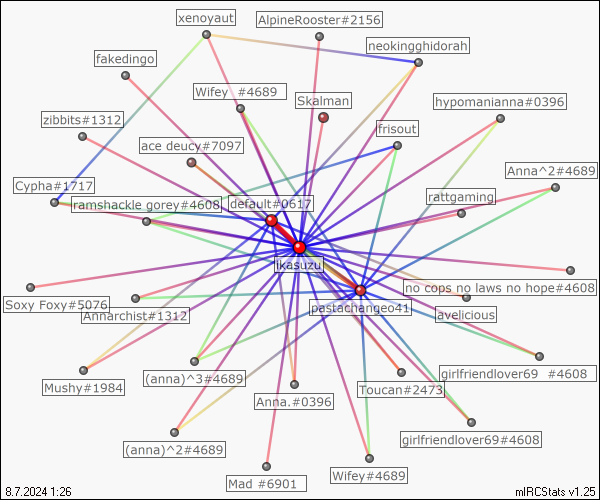 xenoyaut
AlpineRooster#2156
neokingghidorah
fakedingo
Wifey  #4689
Skalman
hypomanianna#0396
zibbits#1312
frisout
ace deucy#7097
Anna^2#4689
Cypha#1717
ramshackle gorey#4608
default#0617
rattgaming
ikasuzu
no cops no laws no hope#4608
Soxy Foxy#5076
Annarchist#1312
pastachangeo41
ovelicious
Mushy#1984
(anna)^3#4689
Anna.#0396
Toucan#2473
girlfriendlover69  #4608
(anna)^2#4689
girlfriendlover69#4608
Mad #6901
Wifey#4689
8.7.2024 1:26
mIRCStats v1.25